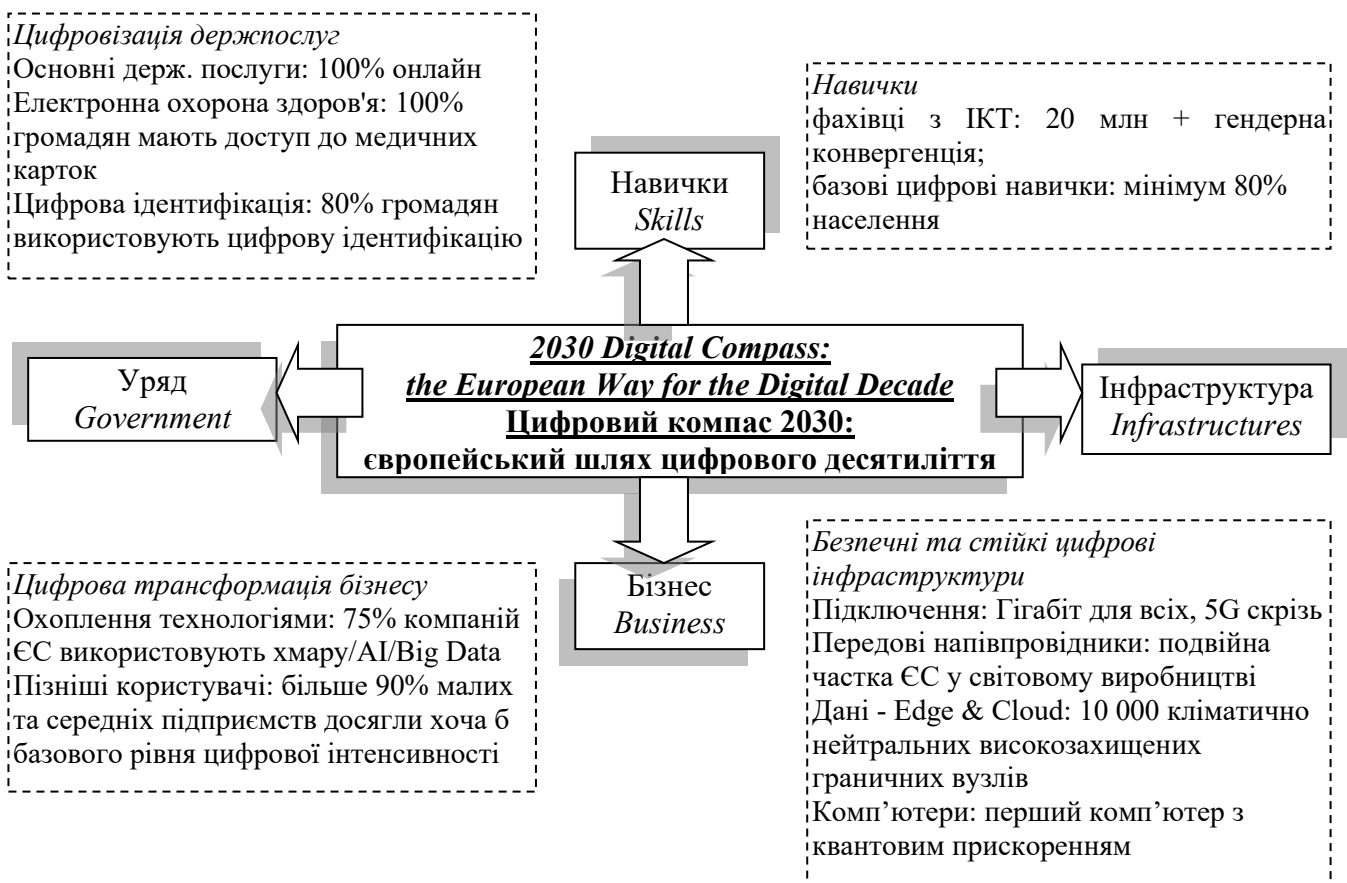 Цифровізація держпослуг
Основні держ. послуги: 100% онлайн
Електронна охорона здоров'я: 100%
громадян мають доступ до медичних
карток
Цифрова ідентифікація: 80% громадян
використовують цифрову ідентифікацію
Навички
Skills
Навички
фахівці з ІКТ: 20 млн + гендерна
конвергенція;
базові цифрові навички: мінімум 80%
населення
Уряд
Government
2030 Digital Compass:
the European Way for the Digital Decade
Цифровий компас 2030:
європейський шлях цифрового десятиліття
Інфраструктура
Infrastructures
Цифрова трансформація бізнесу
Охоплення технологіями: 75% компаній
ЄС використовують хмару/AI/Big Data
Пізніші користувачі: більше 90% малих
та середніх підприємств досягли хоча б
базового рівня цифрової інтенсивності
Бізнес
Business
Безпечні та стійкі цифрові
інфраструктури
Підключення: Гігабіт для всіх, 5G скрізь
Передові напівпровідники: подвійна
частка ЄС у світовому виробництві
Дані - Edge & Cloud: 10 000 кліматично
нейтральних високозахищених
граничних вузлів
Комп’ютери: перший комп’ютер з
квантовим прискоренням